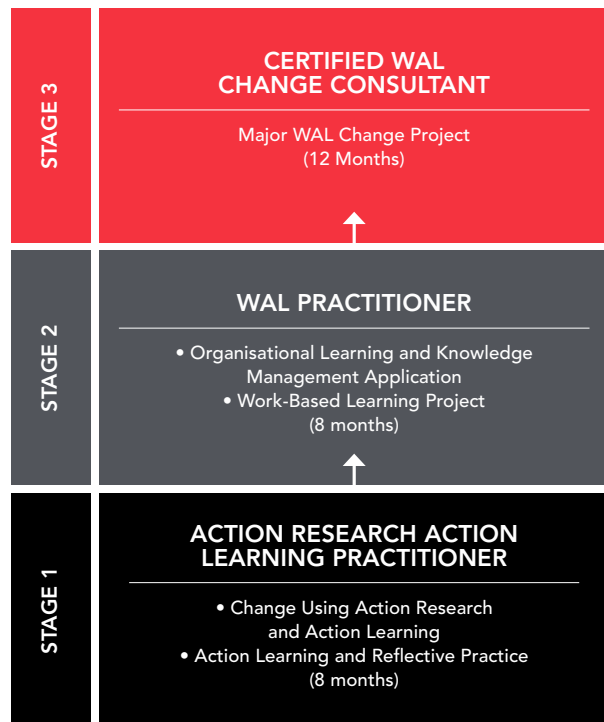 STAGE 3
CERTIFIED WAL
CHANGE CONSULTANT
Major WAL Change Project
(12 Months)
STAGE 2
WAL PRACTITIONER
• Organisational Learning and Knowledge
Management Application
• Work-Based Learning Project
(8 months)
STAGE 1
ACTION RESEARCH ACTION
LEARNING PRACTITIONER
• Change Using Action Research
and Action Learning
• Action Learning and Reflective Practice
(8 months)